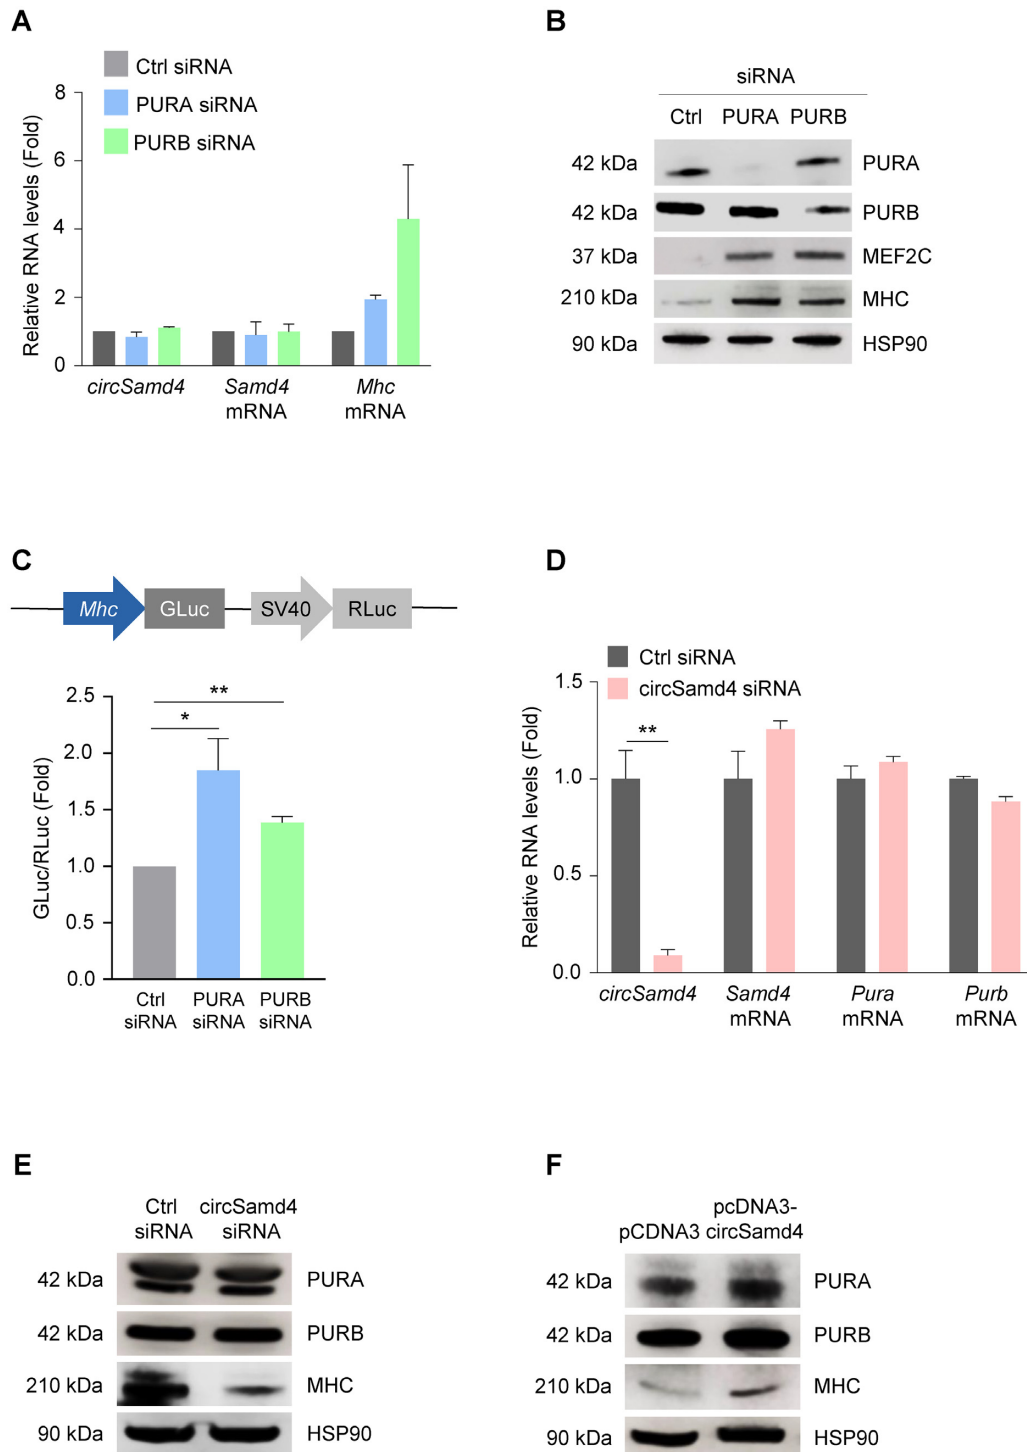 A
Ctrl siRNA
PURA siRNA
PURB siRNA
Relative RNA levels (Fold)
8
6
4
2
0
circSamd4
Samd4
mRNA
Mhc
mRNA
B
siRNA
Ctrl PURA PURB
42 kDa PURA
42 kDa PURB
37 kDa MEF2C
210 kDa MHC
90 kDa HSP90
C
Mhc GLuc SV40 RLuc
GLuc/RLuc (Fold)
2.5
2.0
1.5
1.0
0.5
0.0
**
*
Ctrl
siRNA
PURA
siRNA
PURB
siRNA
D
Ctrl siRNA
circSamd4 siRNA
Relative RNA levels (Fold)
1.5
1.0
0.5
0.0
**
circSamd4
Samd4
mRNA
Pura
mRNA
Purb
mRNA
E
Ctrl
siRNA
circSamd4
siRNA
42 kDa PURA
42 kDa PURB
210 kDa MHC
90 kDa HSP90
F
pCDNA3
pcDNA3-
circSamd4
42 kDa PURA
42 kDa PURB
210 kDa MHC
90 kDa HSP90